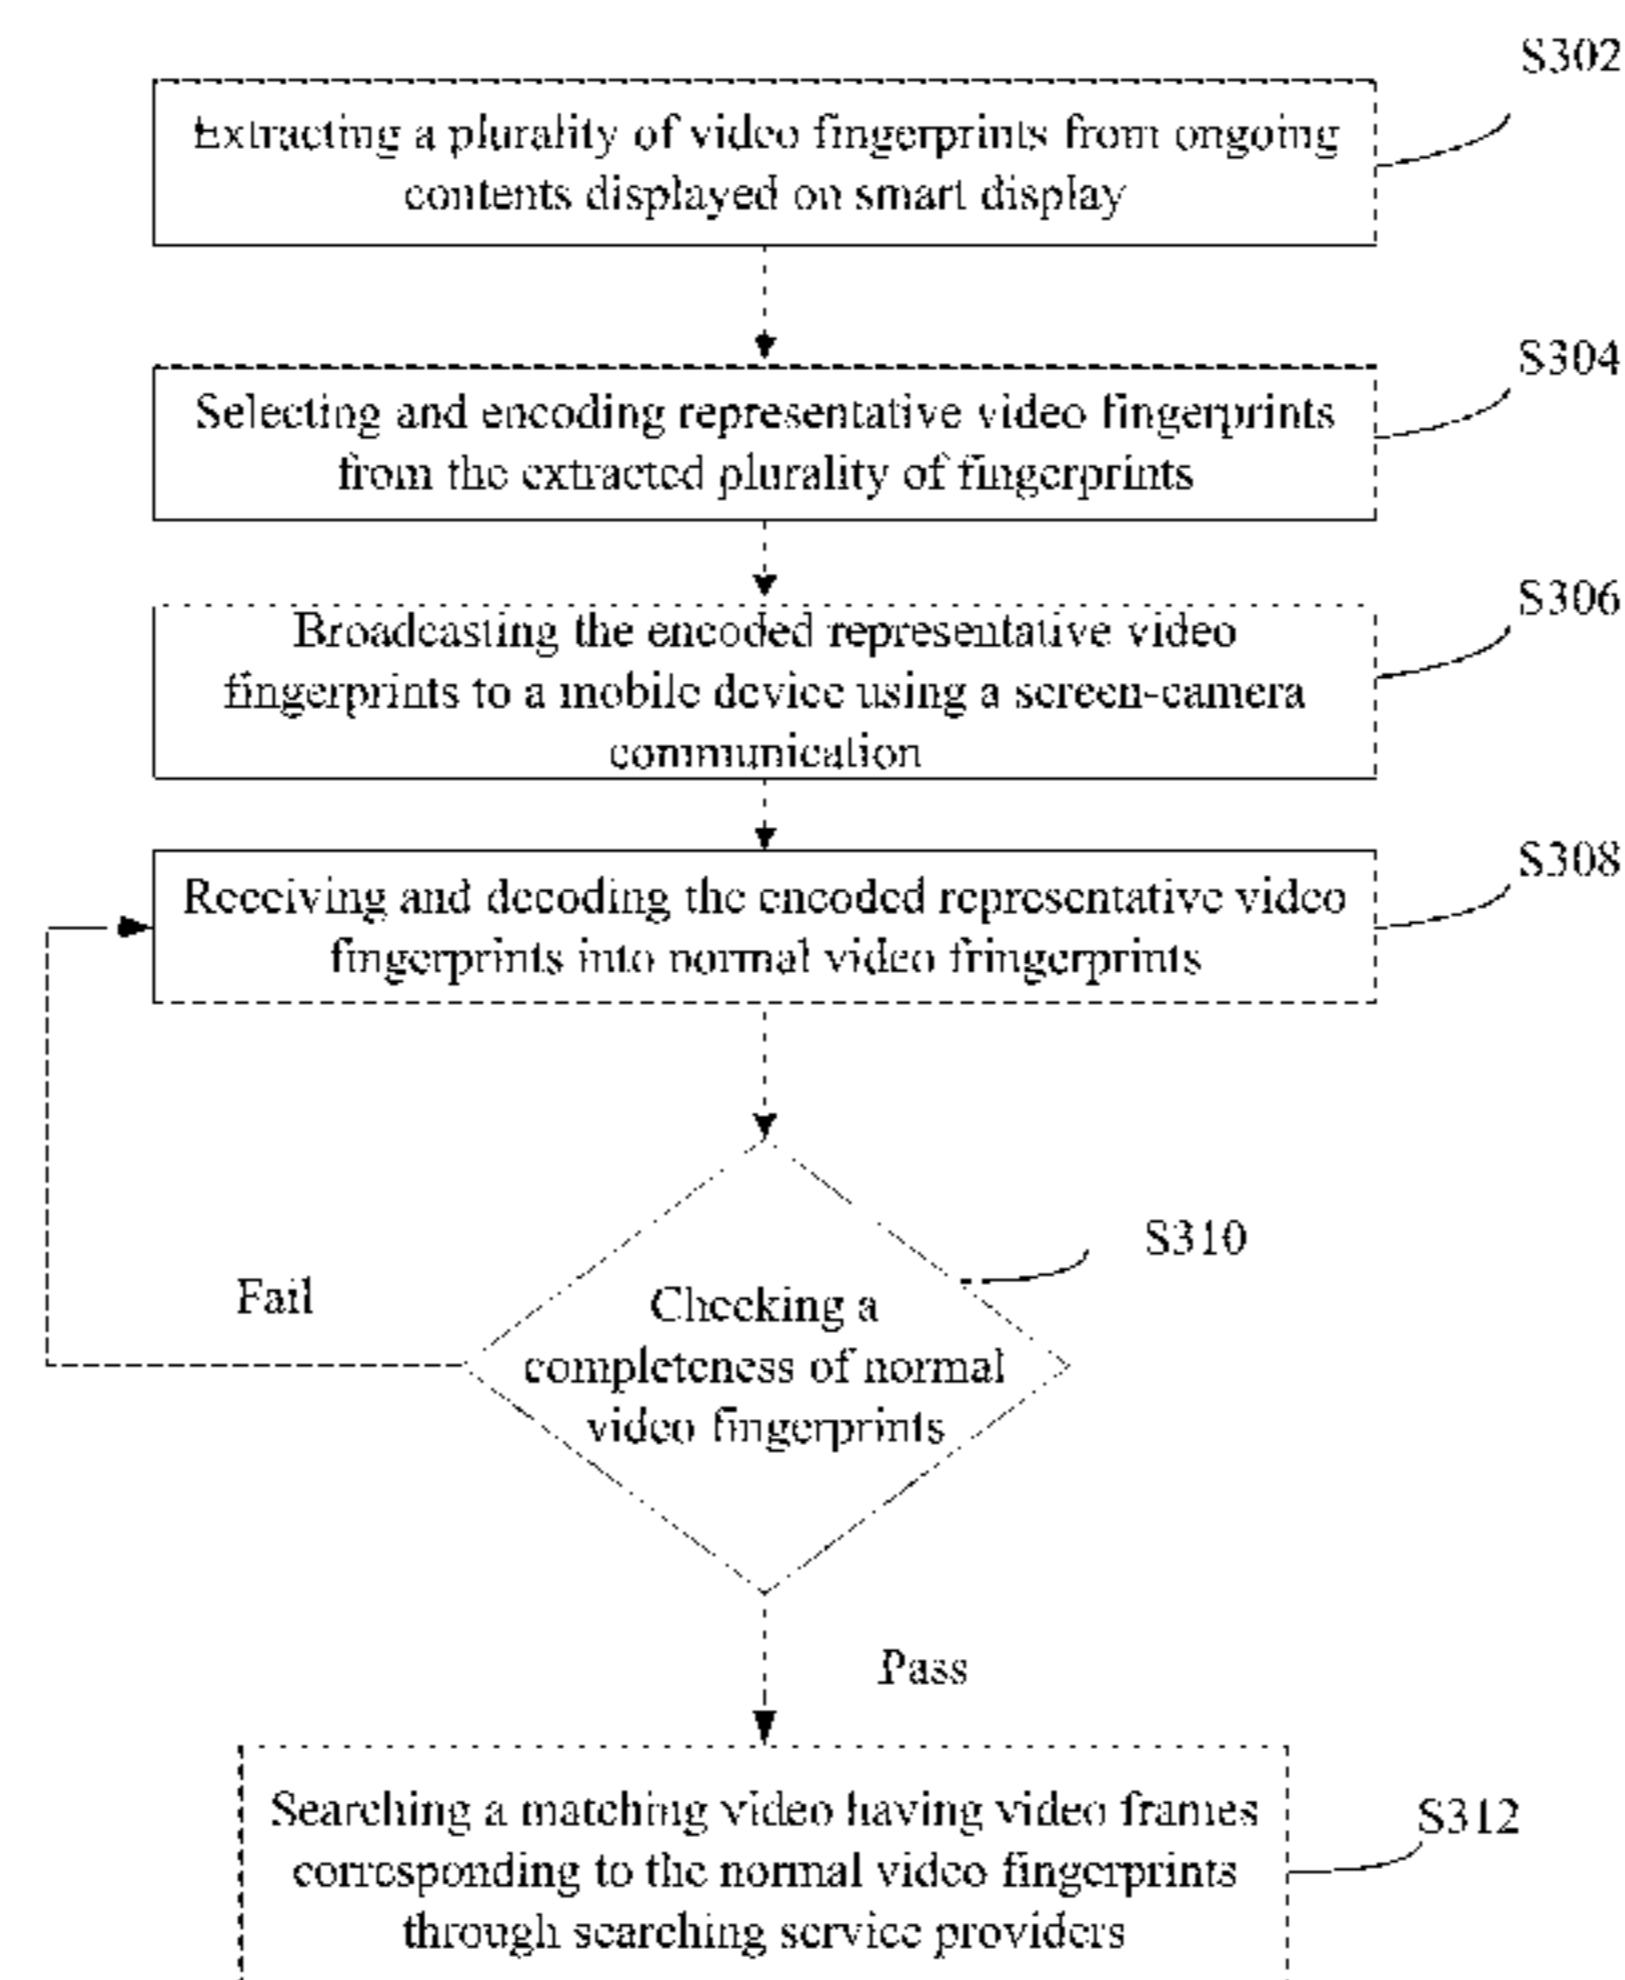 S302
Extracting a plurality of video fingerprints from ongoing
contents displayed on smart display
S304
Selecting and encoding representative video fingerprints
from the extracted plurality of fingerprints
S306
Broadcasting the encoded representative video
fingerprints to a mobile device using a screen-camera
communication
S308
Receiving and decoding the encoded representative video
fingerprints into normal video fringerprints
S310
Fail
Checking a
completeness of normal
video fingerprints
Pass
Searching a matching video having video frames
S312
corresponding to the normal video fingerprints
through searching service providers